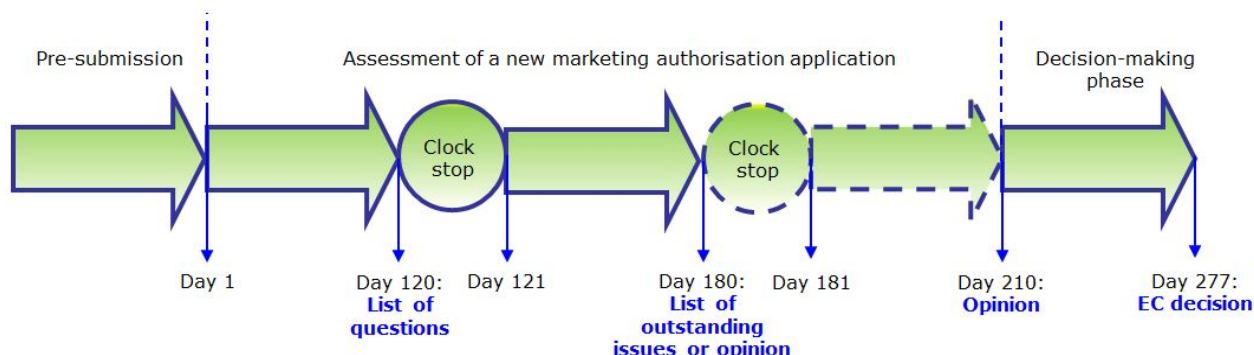 Pre-submission
Assessment of a new marketing authorisation application
Decision-making
phase
Clock
stop
Clock
stop
Day 1
Day 120:
List of
questions
Day 121
Day 180:
List of
outstanding
issues or opinion
Day 181
Day 210:
Opinion
Day 277:
EC decision